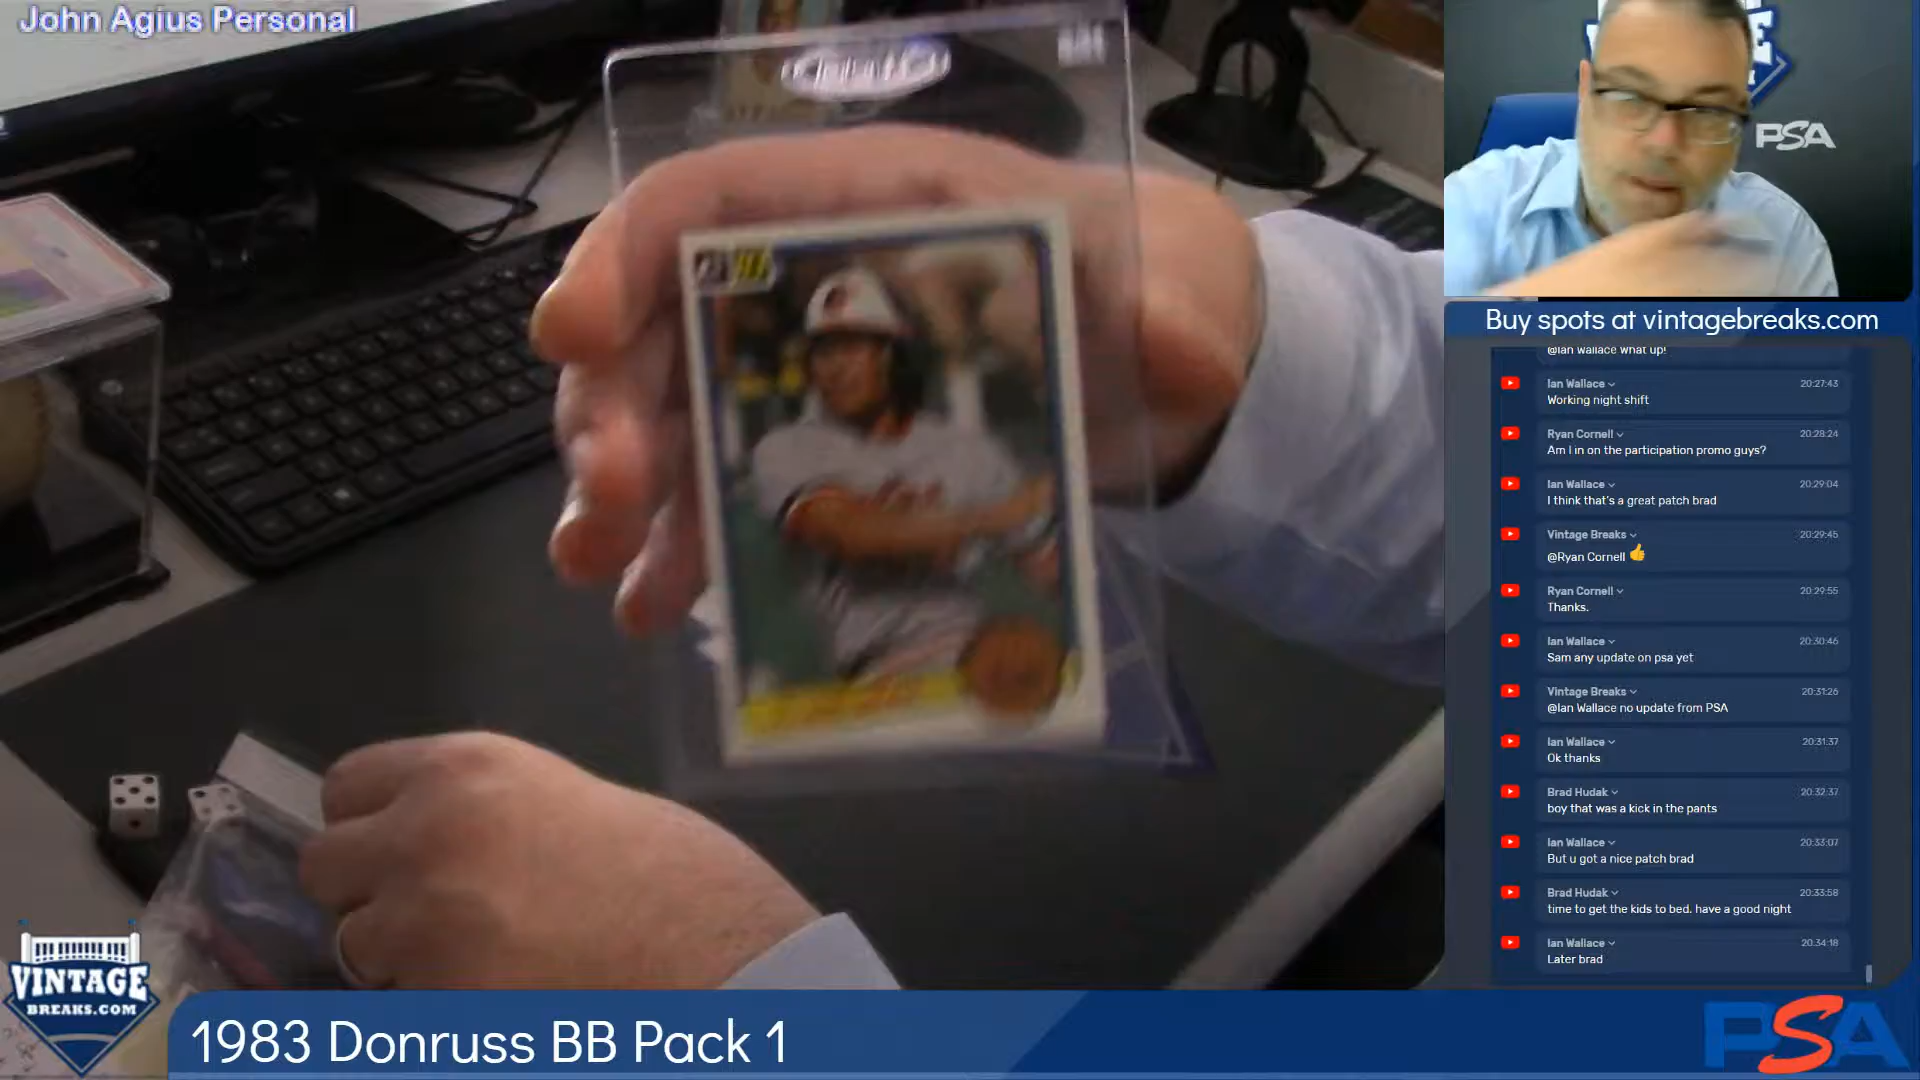 John Agius Personal
PSA
Buy spots at vintagebreaks.com
@Ian Wallace what up!
Ian Wallace 20:27:43
Working night shift
Ryan Cornell 20:28:24
Am I in on the participation promo guys?
Ian Wallace 20:29:04
I think that's a great patch brad
Vintage Breaks 20:29:45
@Ryan Cornell 👍
Ryan Cornell 20:29:55
Thanks.
Ian Wallace 20:30:46
Sam any update on psa yet
Vintage Breaks 20:31:26
@Ian Wallace no update from PSA
Ian Wallace 20:31:37
Ok thanks
Brad Hudak 20:32:37
boy that was a kick in the pants
Ian Wallace 20:33:07
But u got a nice patch brad
Brad Hudak 20:33:58
time to get the kids to bed. have a good night
Ian Wallace 20:34:18
Later brad
VINTAGE
BREAKS.COM
1983 Donruss BB Pack 1
PSA